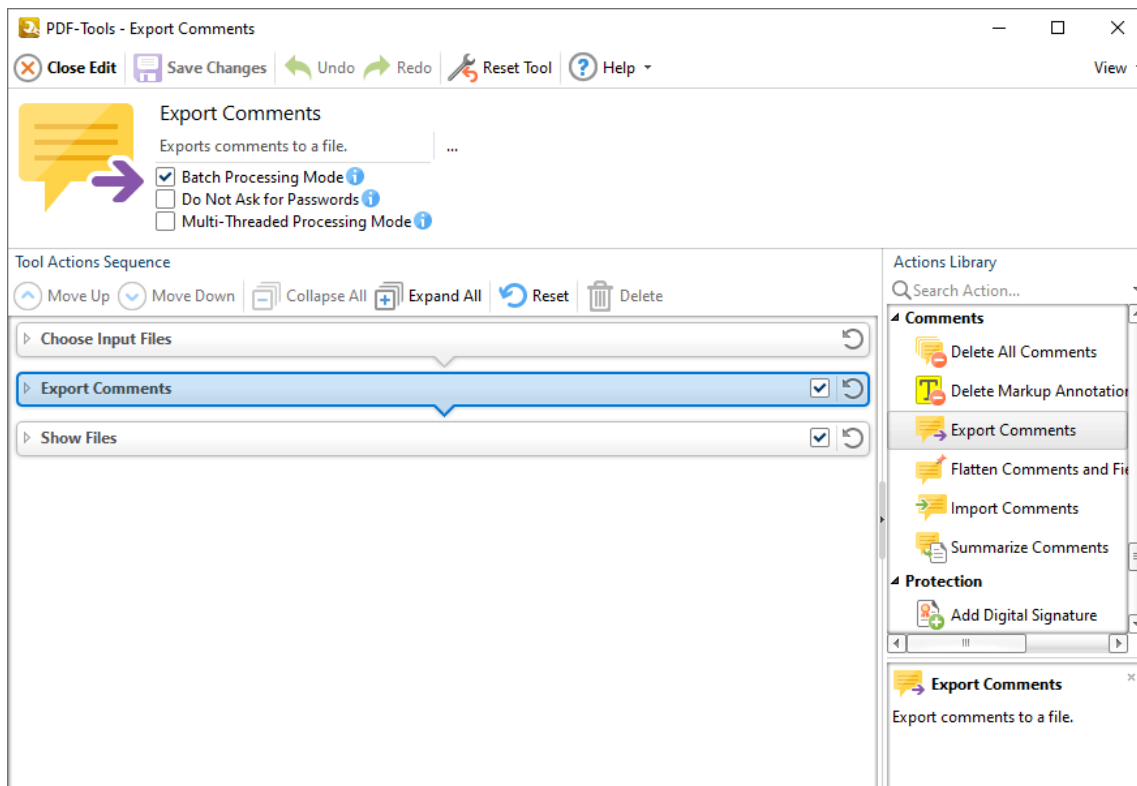 PDF-Tools - Export Comments
Close Edit Save Changes Undo Redo Reset Tool Help View
Export Comments
Exports comments to a file. ...
Batch Processing Mode
Do Not Ask for Passwords
Multi-Threaded Processing Mode
Tool Actions Sequence
Move Up Move Down Collapse All Expand All Reset Delete
Choose Input Files
Export Comments
Show Files
Actions Library
Search Action...
Comments
Delete All Comments
Delete Markup Annotation
Export Comments
Flatten Comments and Fie
Import Comments
Summarize Comments
Protection
Add Digital Signature
Export Comments
Export comments to a file.